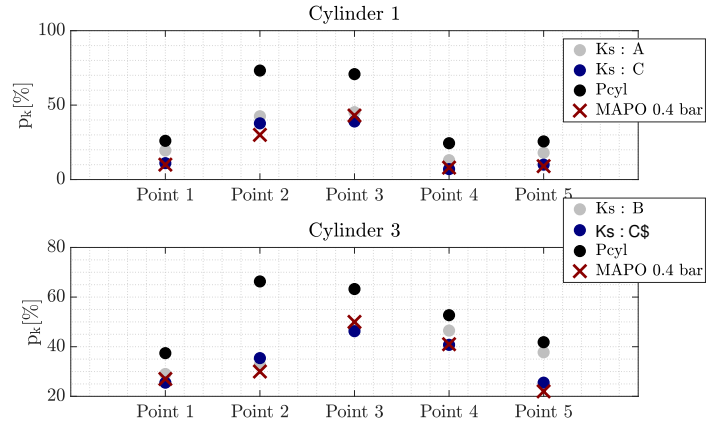 Cylinder 1
100
50
0
p_k[%]
Ks : A
Ks : C
Pcyl
MAPO 0.4 bar
Point 1 Point 2 Point 3 Point 4 Point 5
Cylinder 3
80
60
40
20
p_k[%]
Ks : B
Ks : C$
Pcyl
MAPO 0.4 bar
Point 1 Point 2 Point 3 Point 4 Point 5